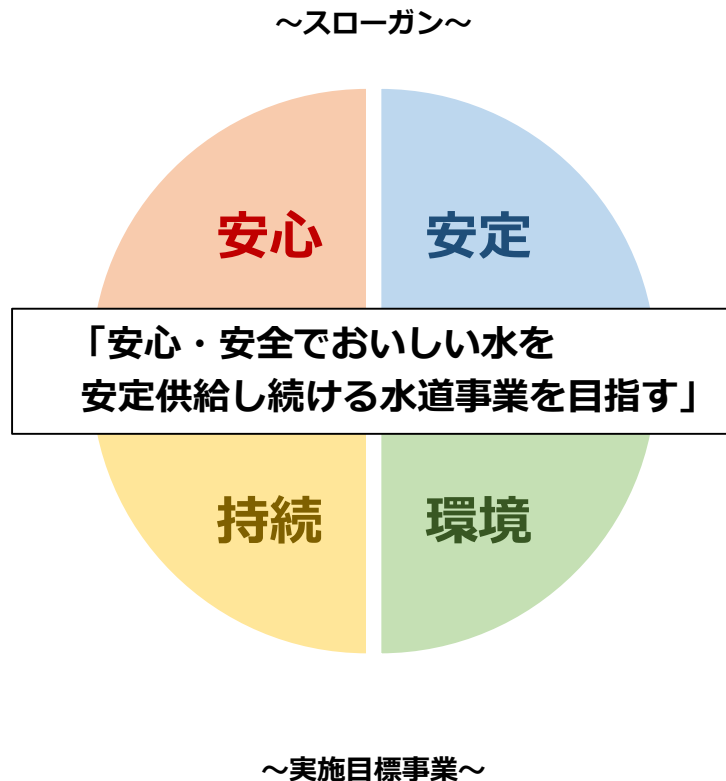 ～スローガン～
安心
安定
「安心・安全でおいしい水を
安定供給し続ける水道事業を目指す」
持続
環境
～実施目標事業～